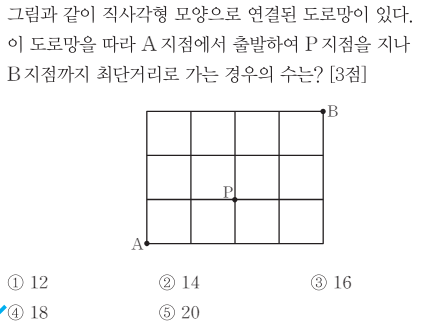 그림과 같이 직사각형 모양으로 연결된 도로망이 있다.
이 도로망을 따라 A 지점에서 출발하여 P 지점을 지나
B 지점까지 최단거리로 가는 경우의 수는? [3점]
B
P
A
① 12 ② 14 ③ 16
④ 18 ⑤ 20